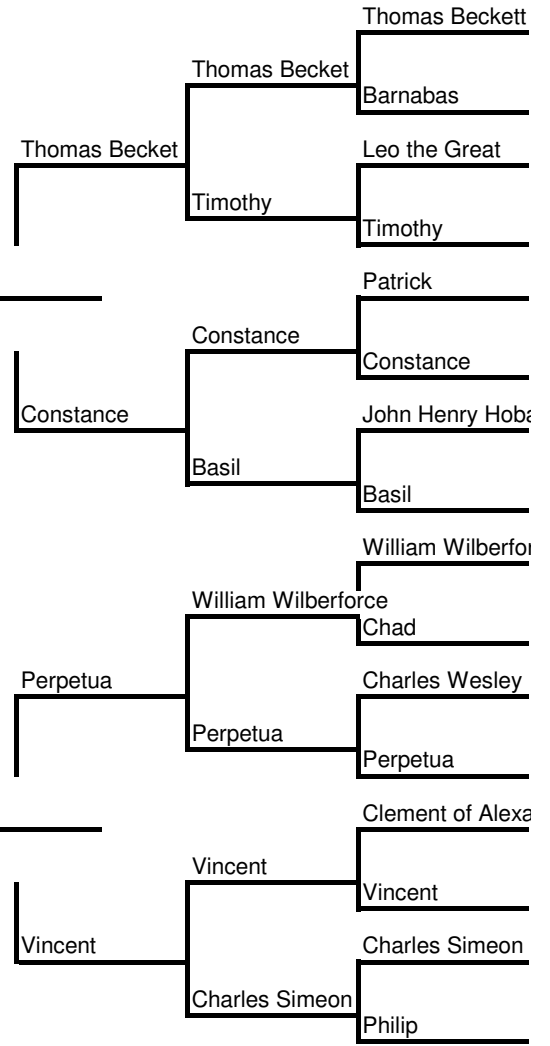 Thomas Beckett
Thomas Becket
Barnabas
Thomas Becket
Leo the Great
Timothy
Timothy
Patrick
Constance
Constance
Constance
John Henry Hoba
Basil
Basil
William Wilberfor
William Wilberforce
Chad
Perpetua
Charles Wesley
Perpetua
Perpetua
Clement of Alexa
Vincent
Vincent
Vincent
Charles Simeon
Charles Simeon
Philip